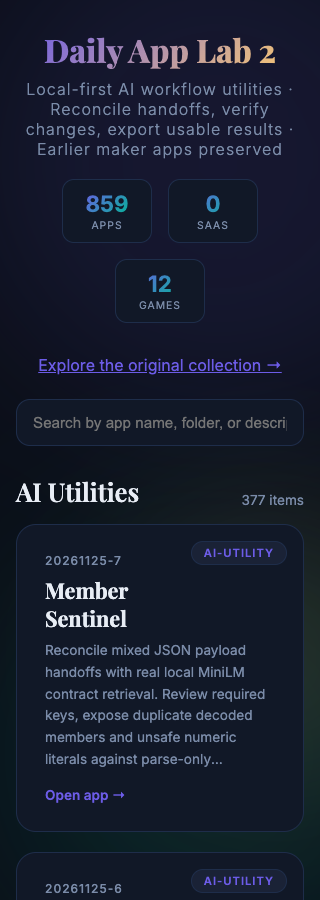 Daily App Lab 2
Local-first AI workflow utilities ·
Reconcile handoffs, verify
changes, export usable results ·
Earlier maker apps preserved
859
APPS
0
SAAS
12
GAMES
Explore the original collection →
Search by app name, folder, or descri
AI Utilities
377 items
20261125-7
AI-UTILITY
Member
Sentinel
Reconcile mixed JSON payload
handoffs with real local MiniLM
contract retrieval. Review required
keys, expose duplicate decoded
members and unsafe numeric
literals against parse-only...
Open app →
20261125-6
AI-UTILITY